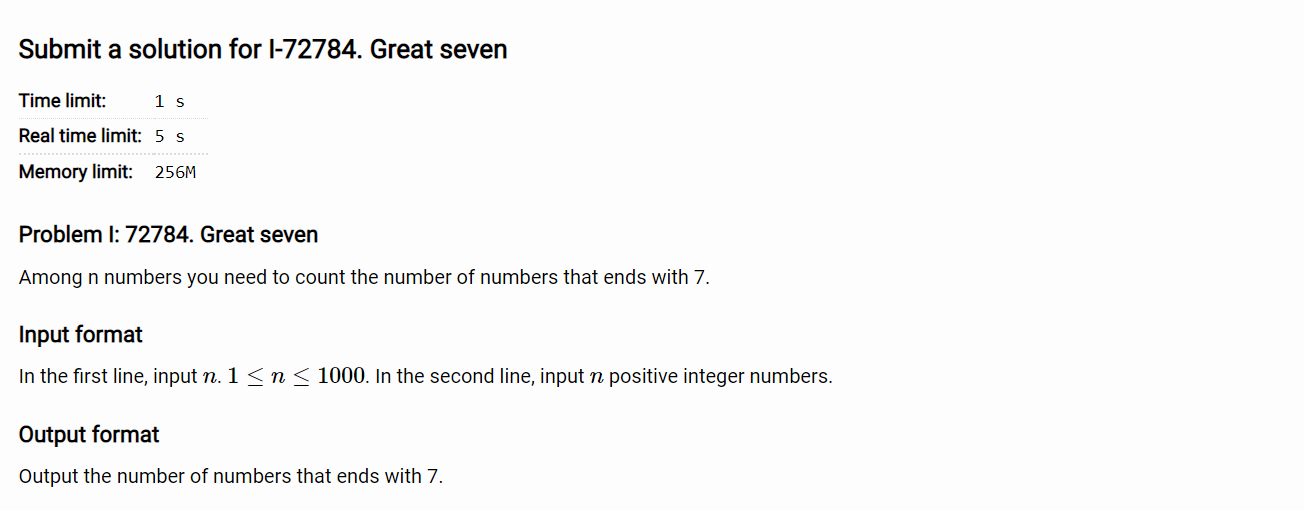 Submit a solution for I-72784. Great seven
Time limit: 1 s
Real time limit: 5 s
Memory limit: 256M
Problem I: 72784. Great seven
Among n numbers you need to count the number of numbers that ends with 7.
Input format
In the first line, input n. 1 ≤ n ≤ 1000. In the second line, input n positive integer numbers.
Output format
Output the number of numbers that ends with 7.